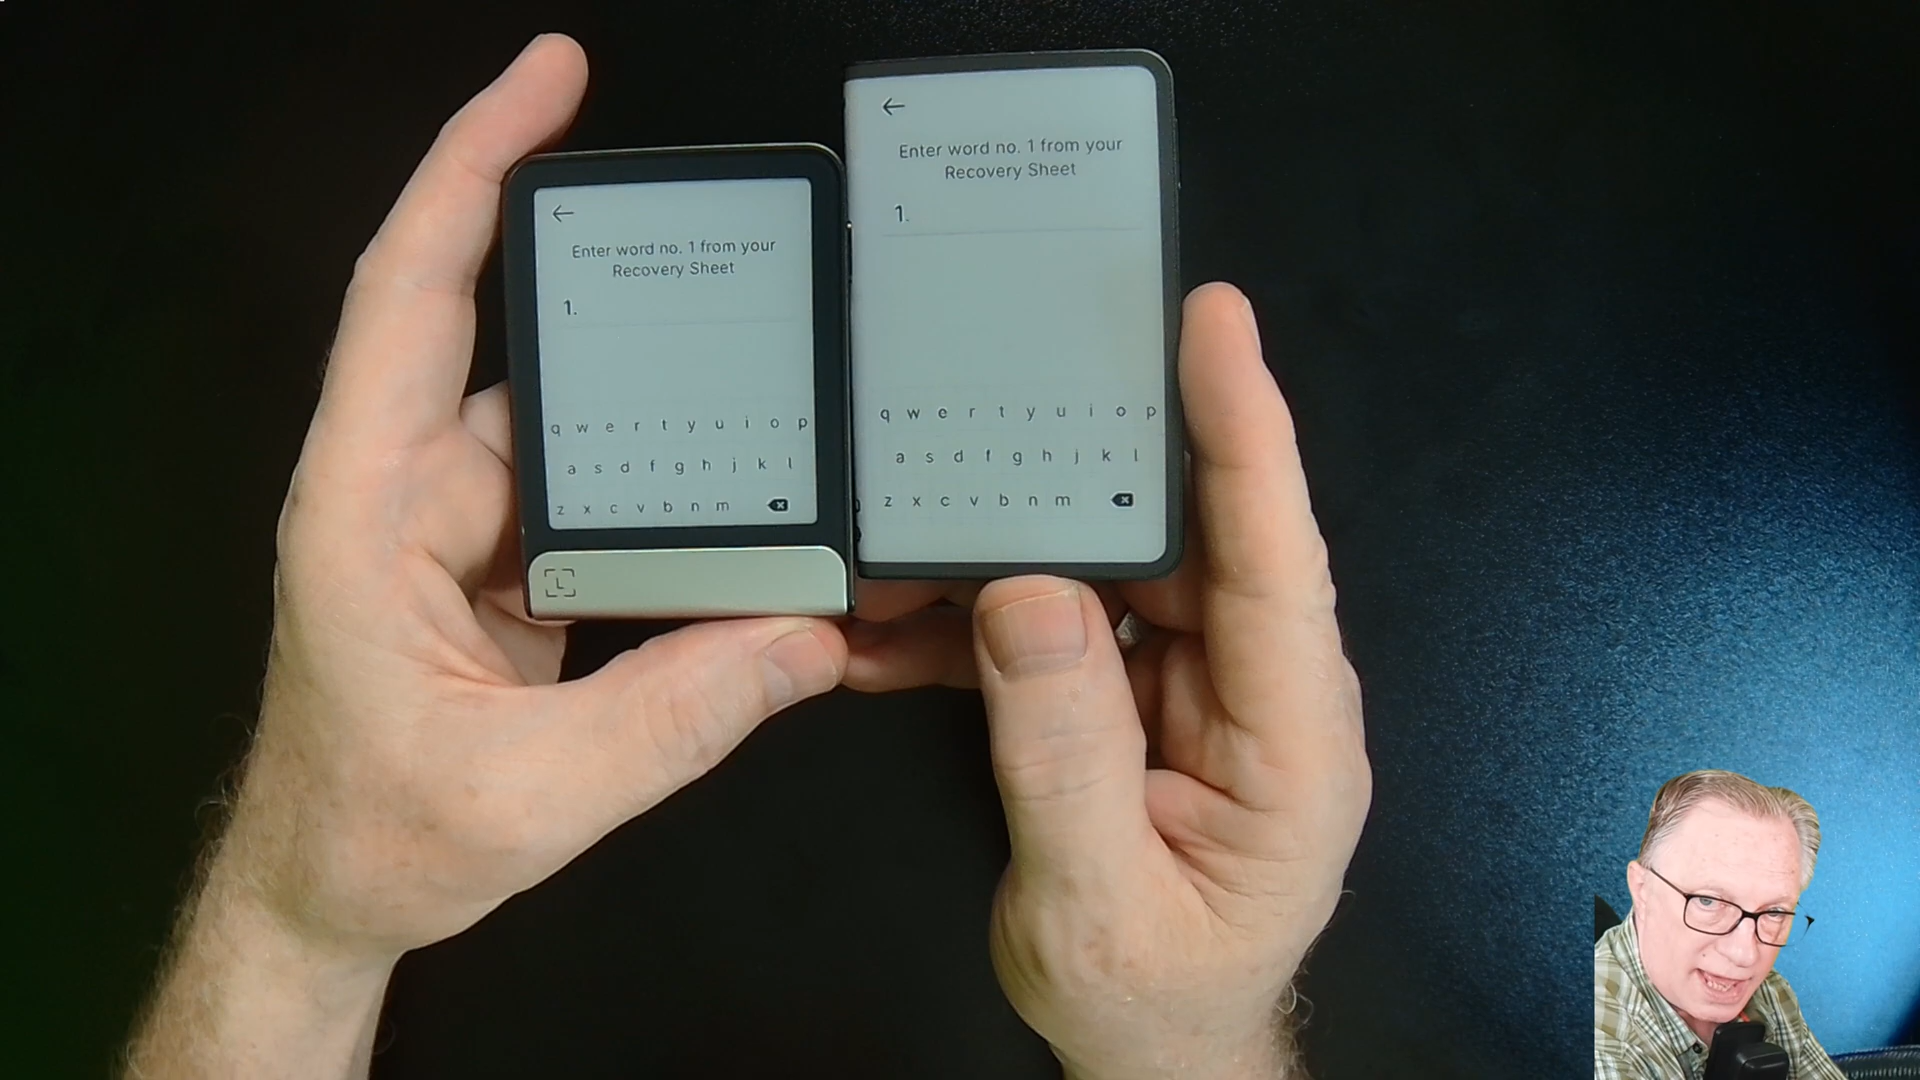 Enter word no. 1 from your
Recovery Sheet
1.
q w e r t y u i o p
a s d f g h j k l
z x c v b n m
L
Enter word no. 1 from your
Recovery Sheet
1.
q w e r t y u i o p
a s d f g h j k l
z x c v b n m